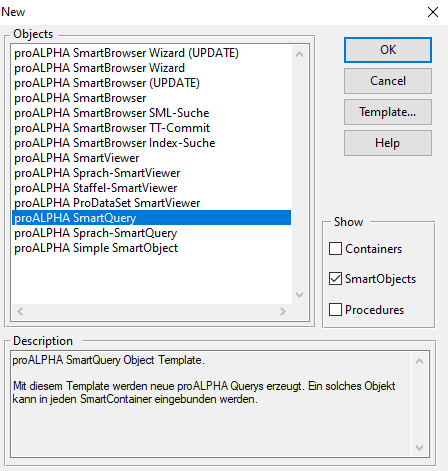 New
Objects
proALPHA SmartBrowser Wizard (UPDATE)
proALPHA SmartBrowser Wizard
proALPHA SmartBrowser (UPDATE)
proALPHA SmartBrowser
proALPHA SmartBrowser SML-Suche
proALPHA SmartBrowser TT-Commit
proALPHA SmartBrowser Index-Suche
proALPHA SmartViewer
proALPHA Sprach-SmartViewer
proALPHA Staffel-SmartViewer
proALPHA ProDataSet SmartViewer
proALPHA SmartQuery
proALPHA Sprach-SmartQuery
proALPHA Simple SmartObject
OK
Cancel
Template...
Help
Show
Containers
SmartObjects
Procedures
Description
proALPHA SmartQuery Object Template.
Mit diesem Template werden neue proALPHA Querys erzeugt. Ein solches Objekt
kann in jeden SmartContainer eingebunden werden.